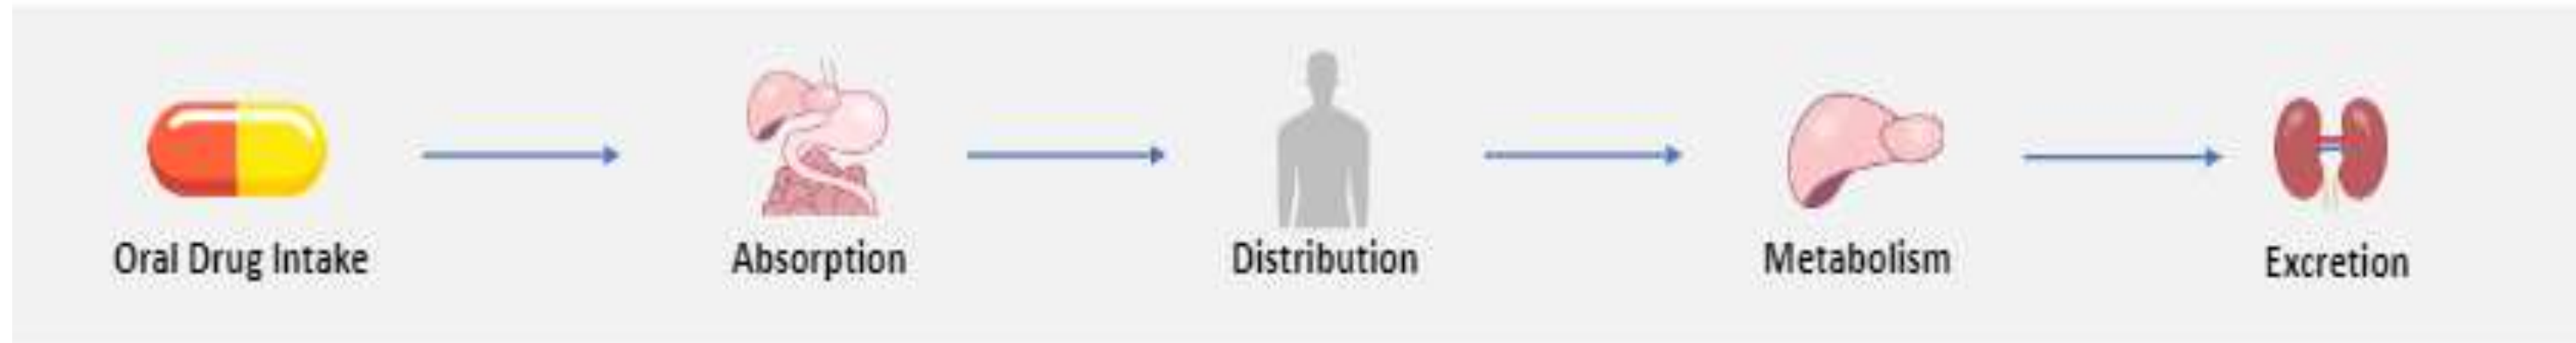 Oral Drug Intake
Absorption
Distribution
Metabolism
Excretion